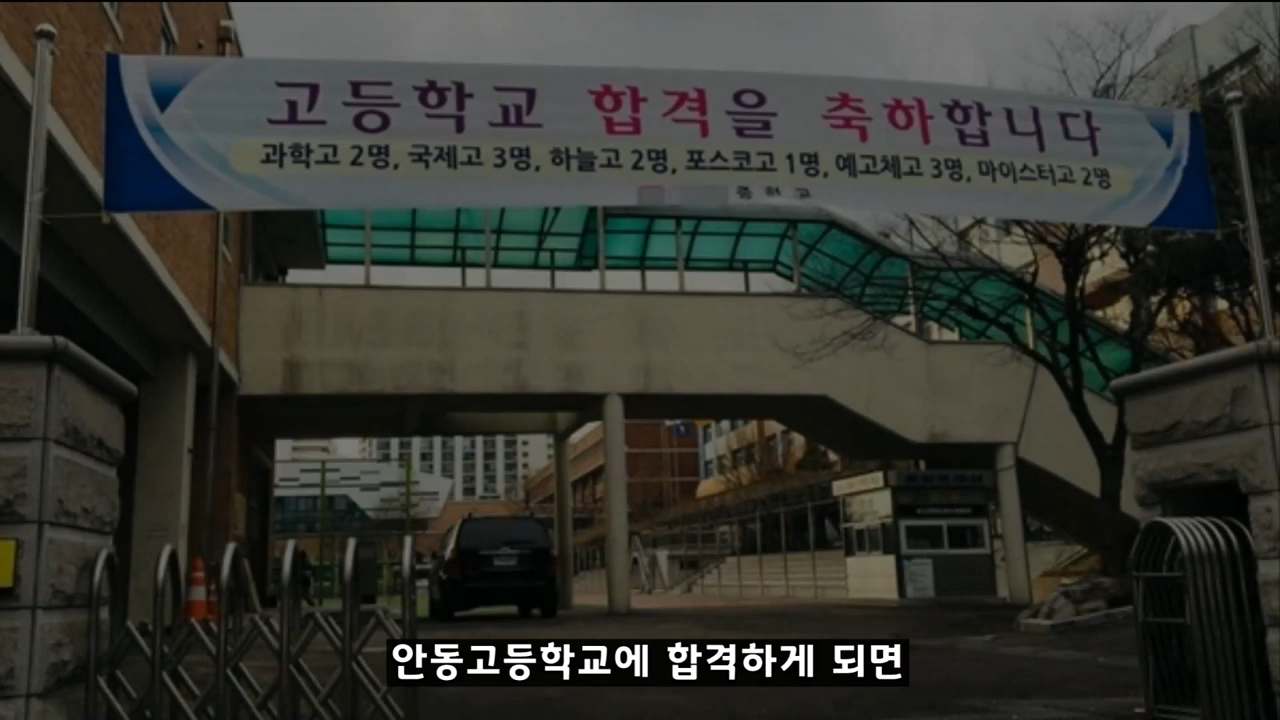 고등학교 합격을 축하합니다
과학고 2명, 국제고 3명, 하늘고 2명, 포스코고 1명, 예고체고 3명, 마이스터고 2명
중학교
안동고등학교에 합격하게 되면